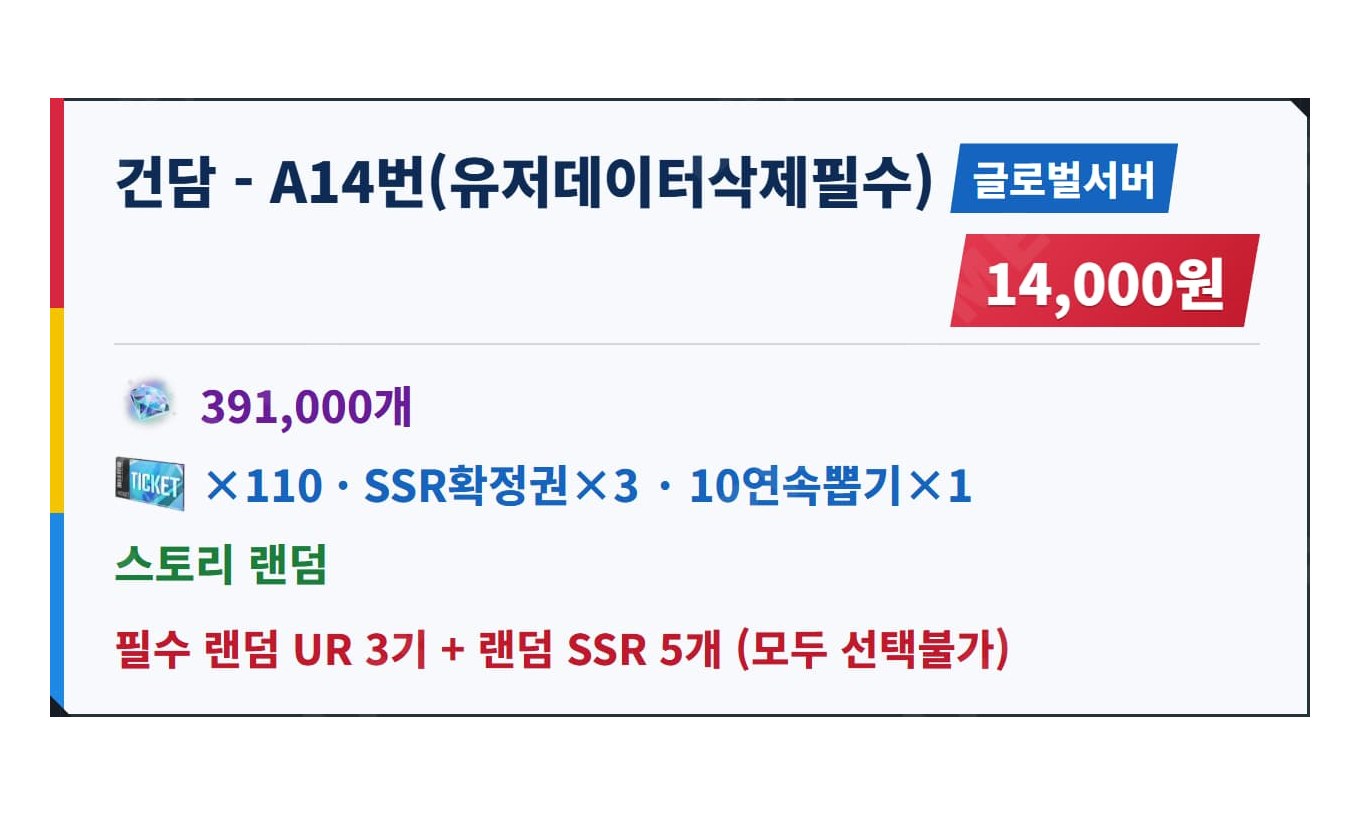 건담 - A14번(유저데이터삭제필수) 글로벌서버
14,000원
391,000개
TICKET ×110 · SSR확정권×3 · 10연속뽑기×1
스토리 랜덤
필수 랜덤 UR 3기 + 랜덤 SSR 5개 (모두 선택불가)